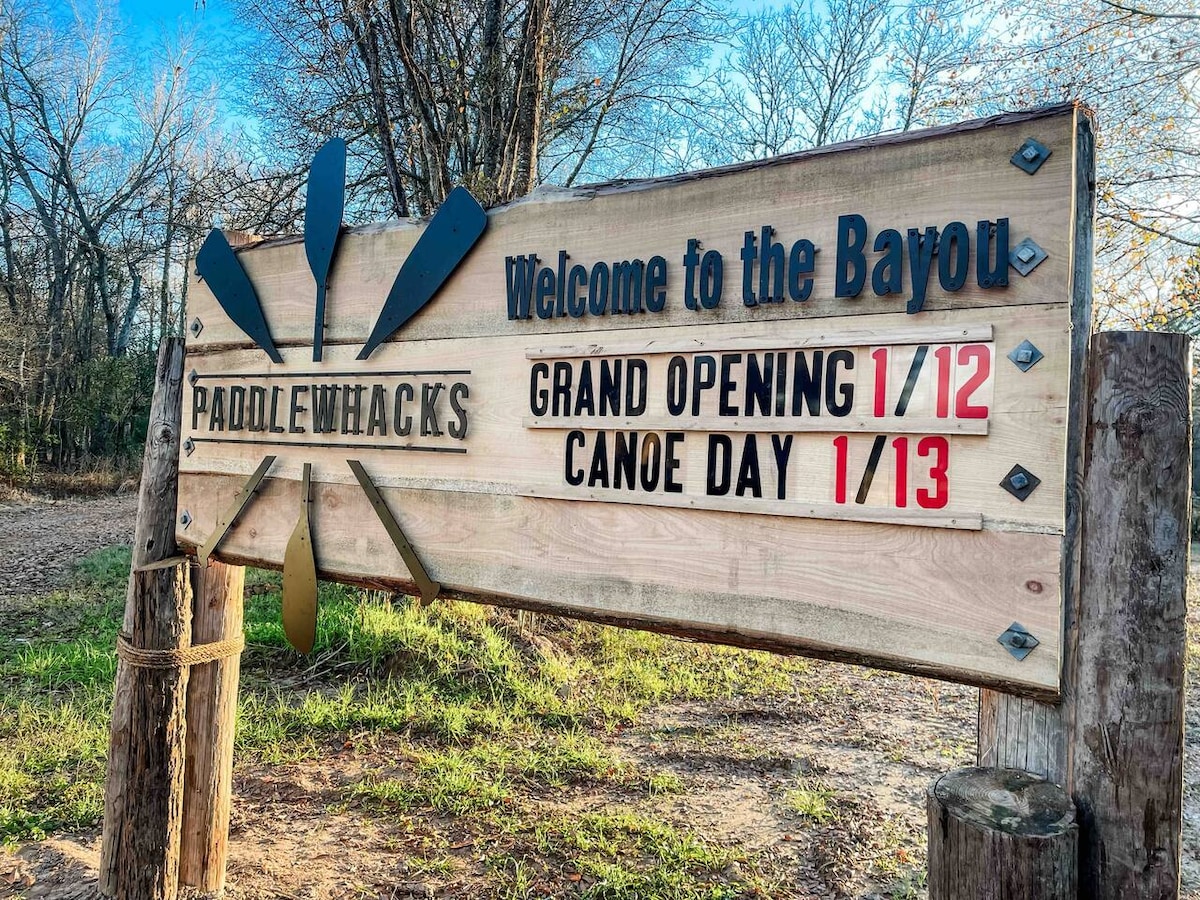 Welcome to the Bayou
PADDLEWHACKS
GRAND OPENING 1/12
CANOE DAY 1/13